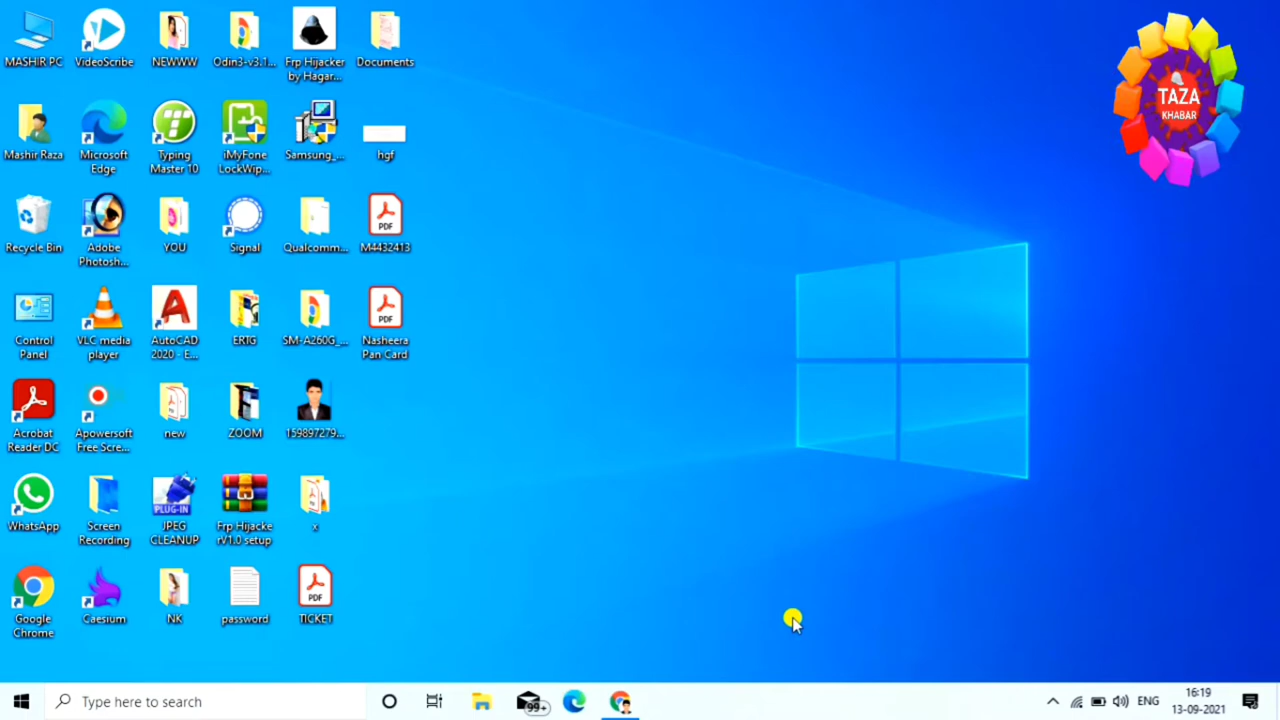 MASHIR PC
VideoScribe
NEWWW
Odin3-v3.1...
Frp Hijacker
by Hagar...
Documents
Mashir Raza
Microsoft
Edge
Typing
Master 10
iMyFone
LockWip...
Samsung_...
hgf
Recycle Bin
Adobe
Photosh...
YOU
Signal
Qualcomm...
PDF
M4432413
Control
Panel
VLC media
player
AutoCAD
2020 - E...
ERTG
SM-A260G_...
PDF
Nasheera
Pan Card
Acrobat
Reader DC
Apowersoft
Free Scre...
new
ZOOM
159897279...
WhatsApp
Screen
Recording
PLUG-IN
JPEG
CLEANUP
Frp Hijacke
rV1.0 setup
x
Google
Chrome
Caesium
NK
password
PDF
TICKET
TAZA
KHABAR
Type here to search
99+
ENG
16:19
13-09-2021